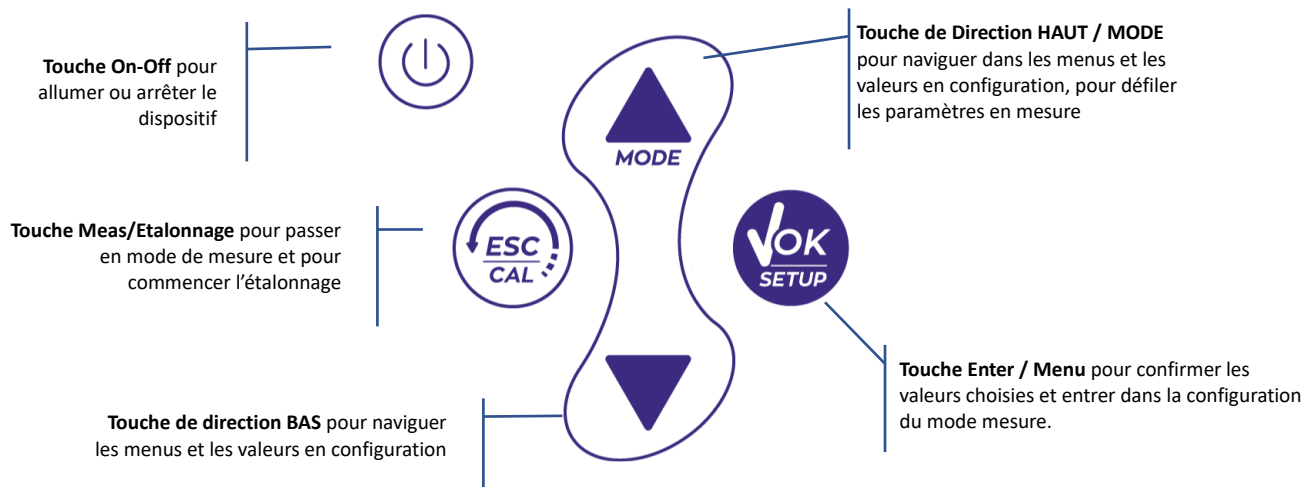 Touche On-Off pour
allumer ou arrêter le
dispositif
Touche de Direction HAUT / MODE
pour naviguer dans les menus et les
valeurs en configuration, pour défiler
les paramètres en mesure
MODE
Touche Meas/Etalonnage pour passer
en mode de mesure et pour
commencer l’étalonnage
ESC
CAL
OK
SETUP
Touche de direction BAS pour naviguer
les menus et les valeurs en configuration
Touche Enter / Menu pour confirmer les
valeurs choisies et entrer dans la configuration
du mode mesure.